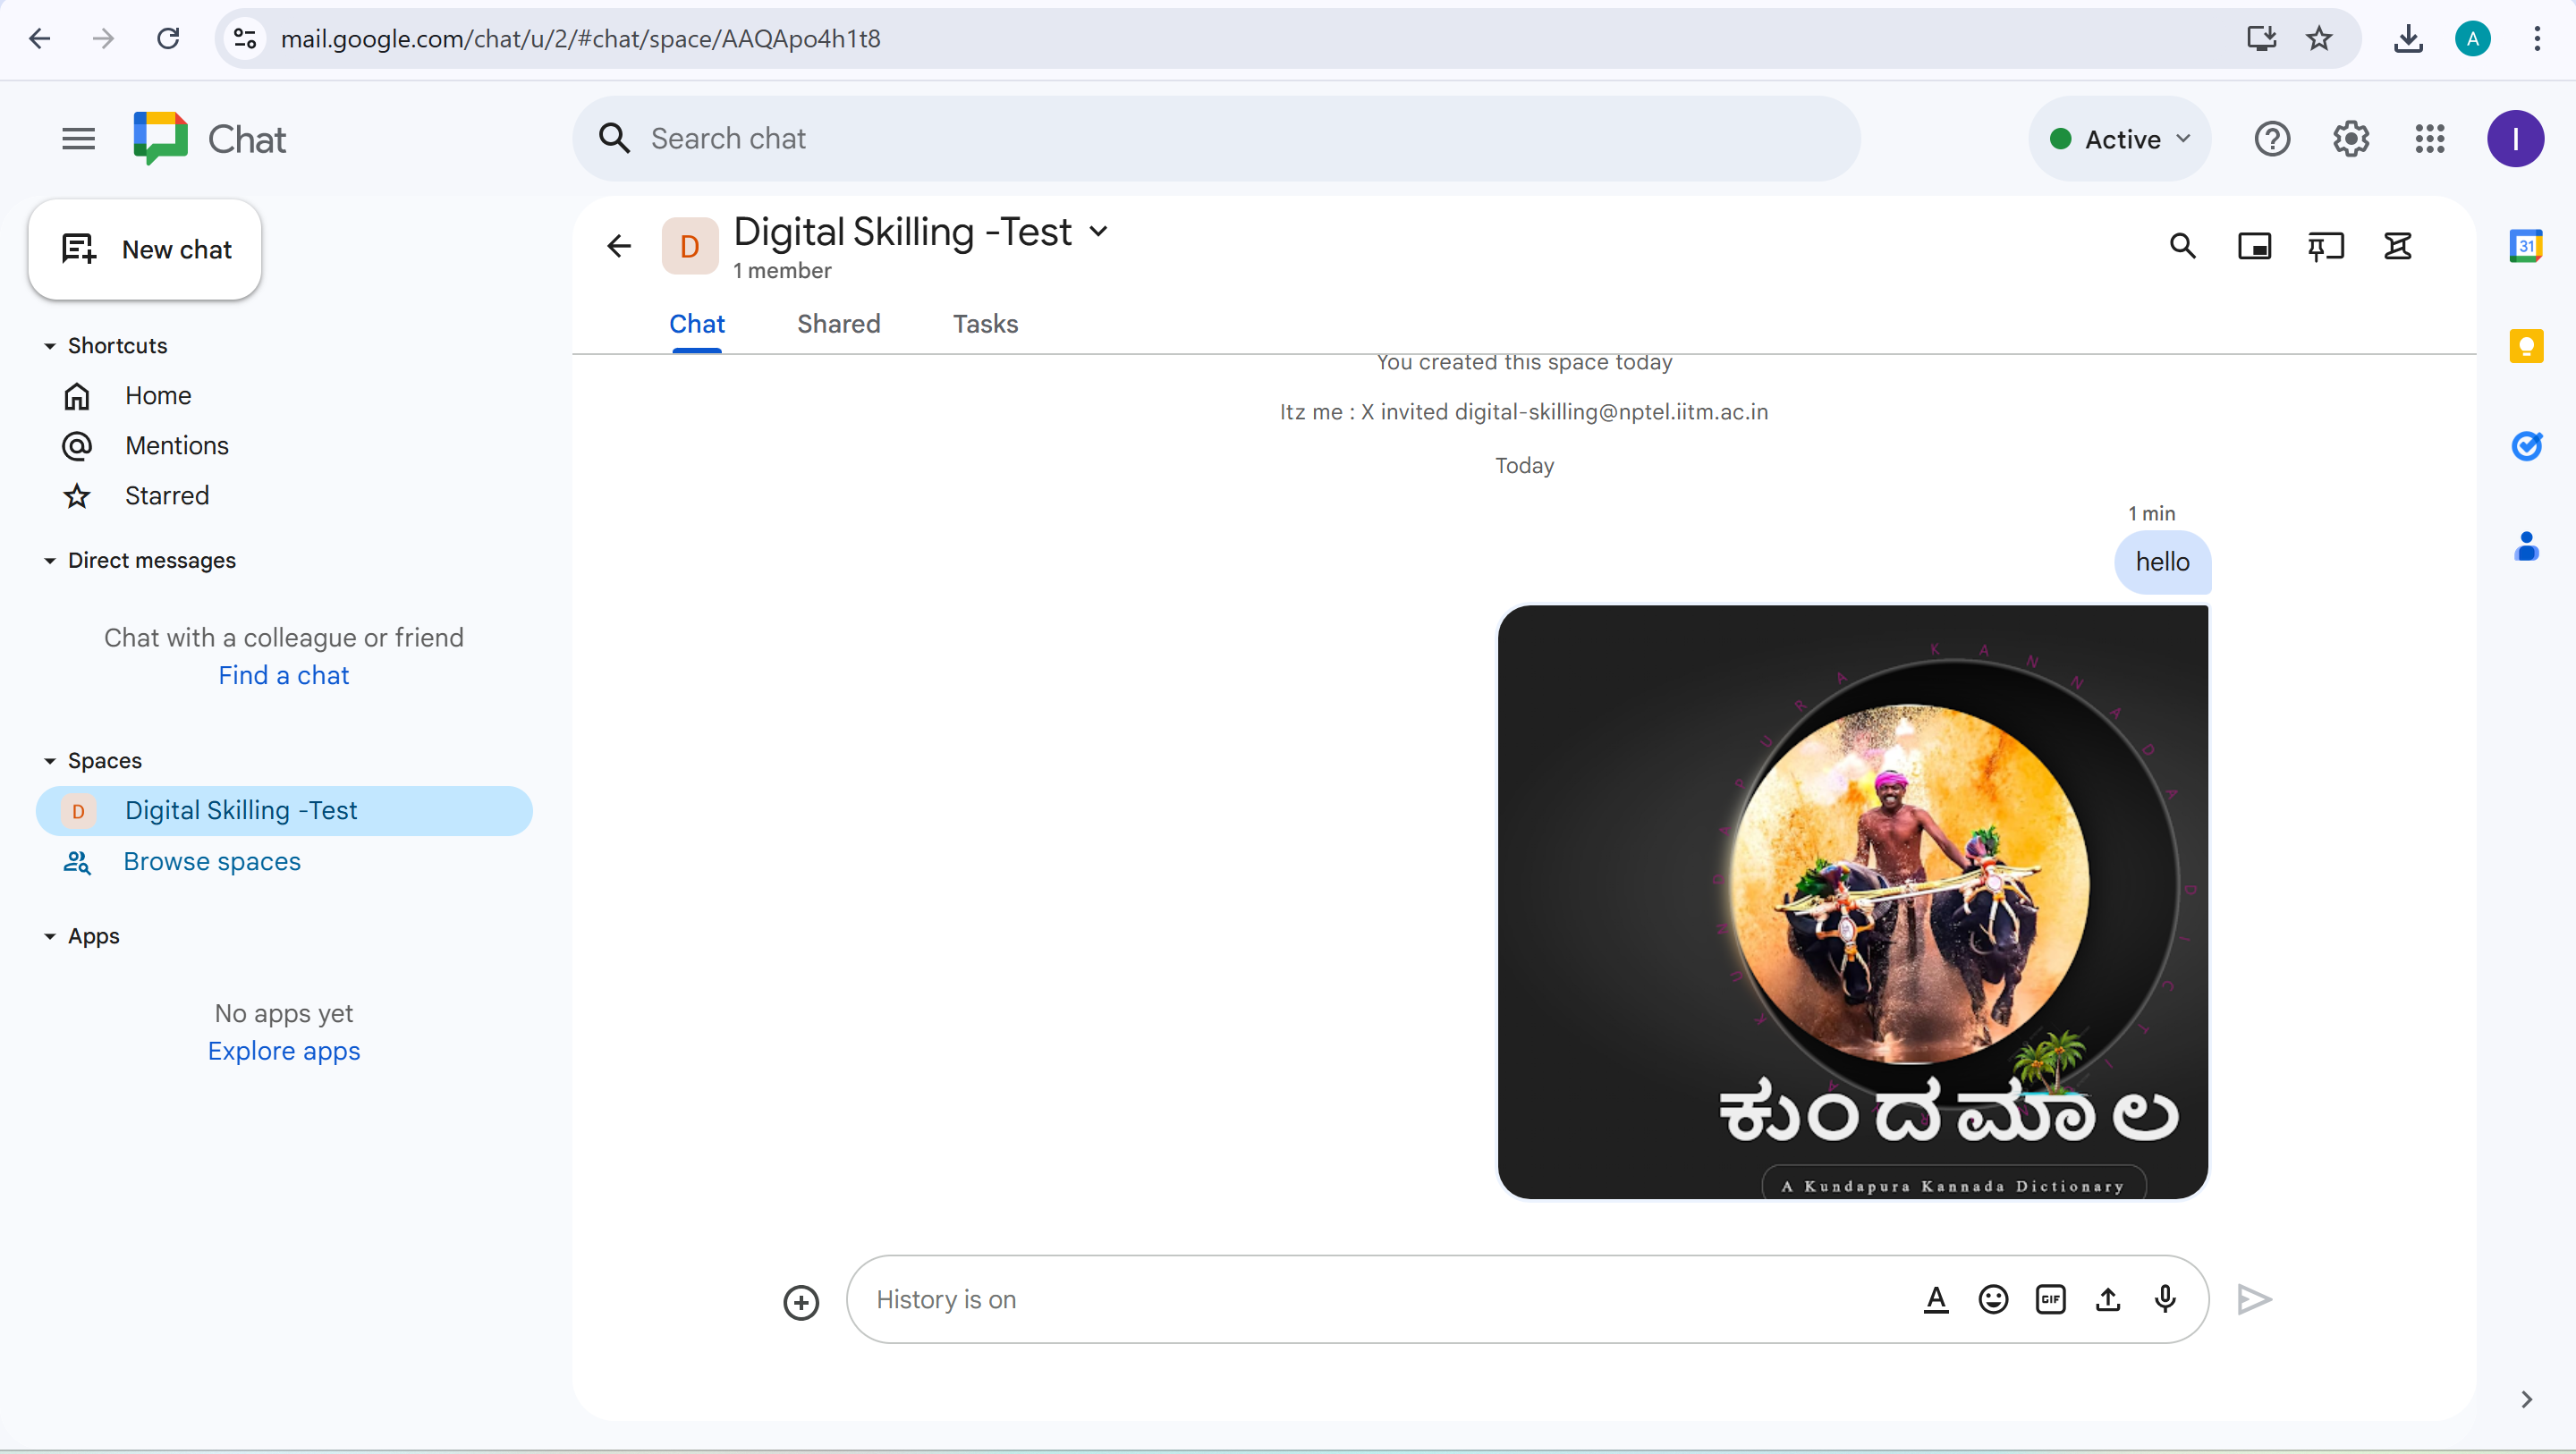 mail.google.com/chat/u/2/#chat/space/AAQApo4h1t8
A
Chat
Search chat
Active
I
New chat
Shortcuts
Home
Mentions
Starred
Direct messages
Chat with a colleague or friend
Find a chat
Spaces
D Digital Skilling -Test
Browse spaces
Apps
No apps yet
Explore apps
D Digital Skilling -Test
1 member
Chat Shared Tasks
31
You created this space today
Itz me : X invited digital-skilling@nptel.iitm.ac.in
Today
1 min
hello
ಕುಂದಮಾಲ
A Kundapura Kannada Dictionary
History is on
A
GIF